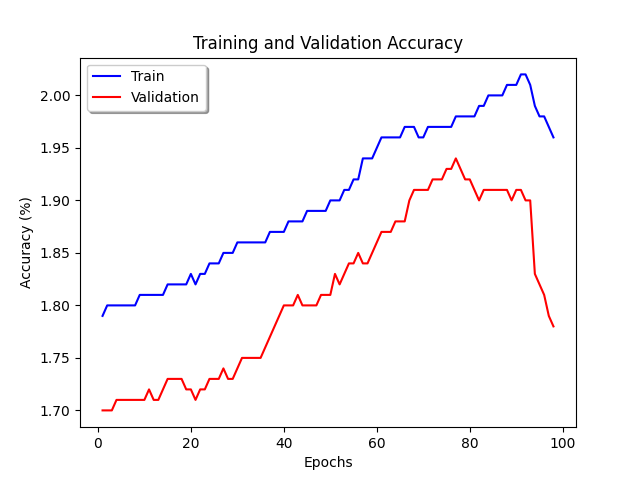 Training and Validation Accuracy
Train
Validation
Accuracy (%)
2.00
1.95
1.90
1.85
1.80
1.75
1.70
0 20 40 60 80 100
Epochs